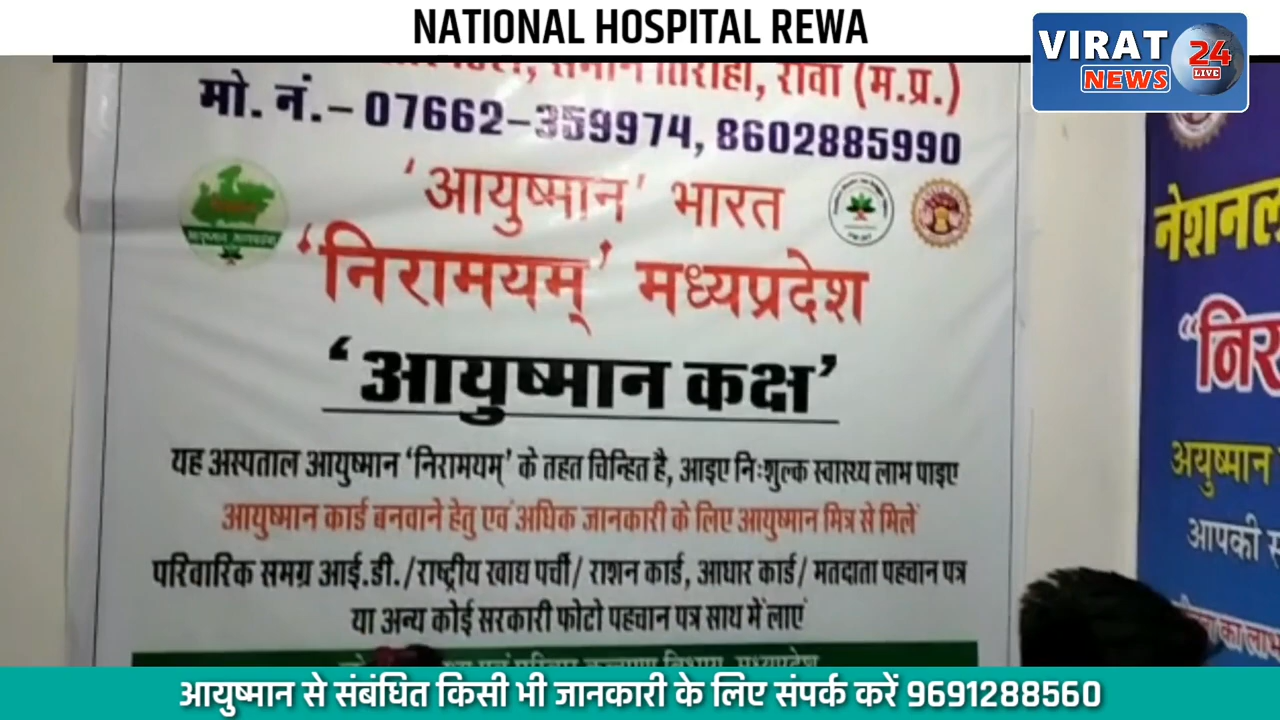 NATIONAL HOSPITAL REWA
VIRAT
NEWS
24
LIVE
तिराहा, रीवा (म.प्र.)
मो. नं.– 07662–359974, 8602885990
‘आयुष्मान’ भारत
‘निरामयम्’ मध्यप्रदेश
‘आयुष्मान कक्ष’
यह अस्पताल आयुष्मान ‘निरामयम्’ के तहत चिन्हित है, आइए निःशुल्क स्वास्थ्य लाभ पाइए
आयुष्मान कार्ड बनवाने हेतु एवं अधिक जानकारी के लिए आयुष्मान मित्र से मिलें
परिवारिक समग्र आई.डी./राष्ट्रीय खाद्य पर्ची/ राशन कार्ड, आधार कार्ड/ मतदाता पहचान पत्र
या अन्य कोई सरकारी फोटो पहचान पत्र साथ में लाएं
अयुष्मान
आपकी
का लाभ
आयुष्मान से संबंधित किसी भी जानकारी के लिए संपर्क करें 9691288560